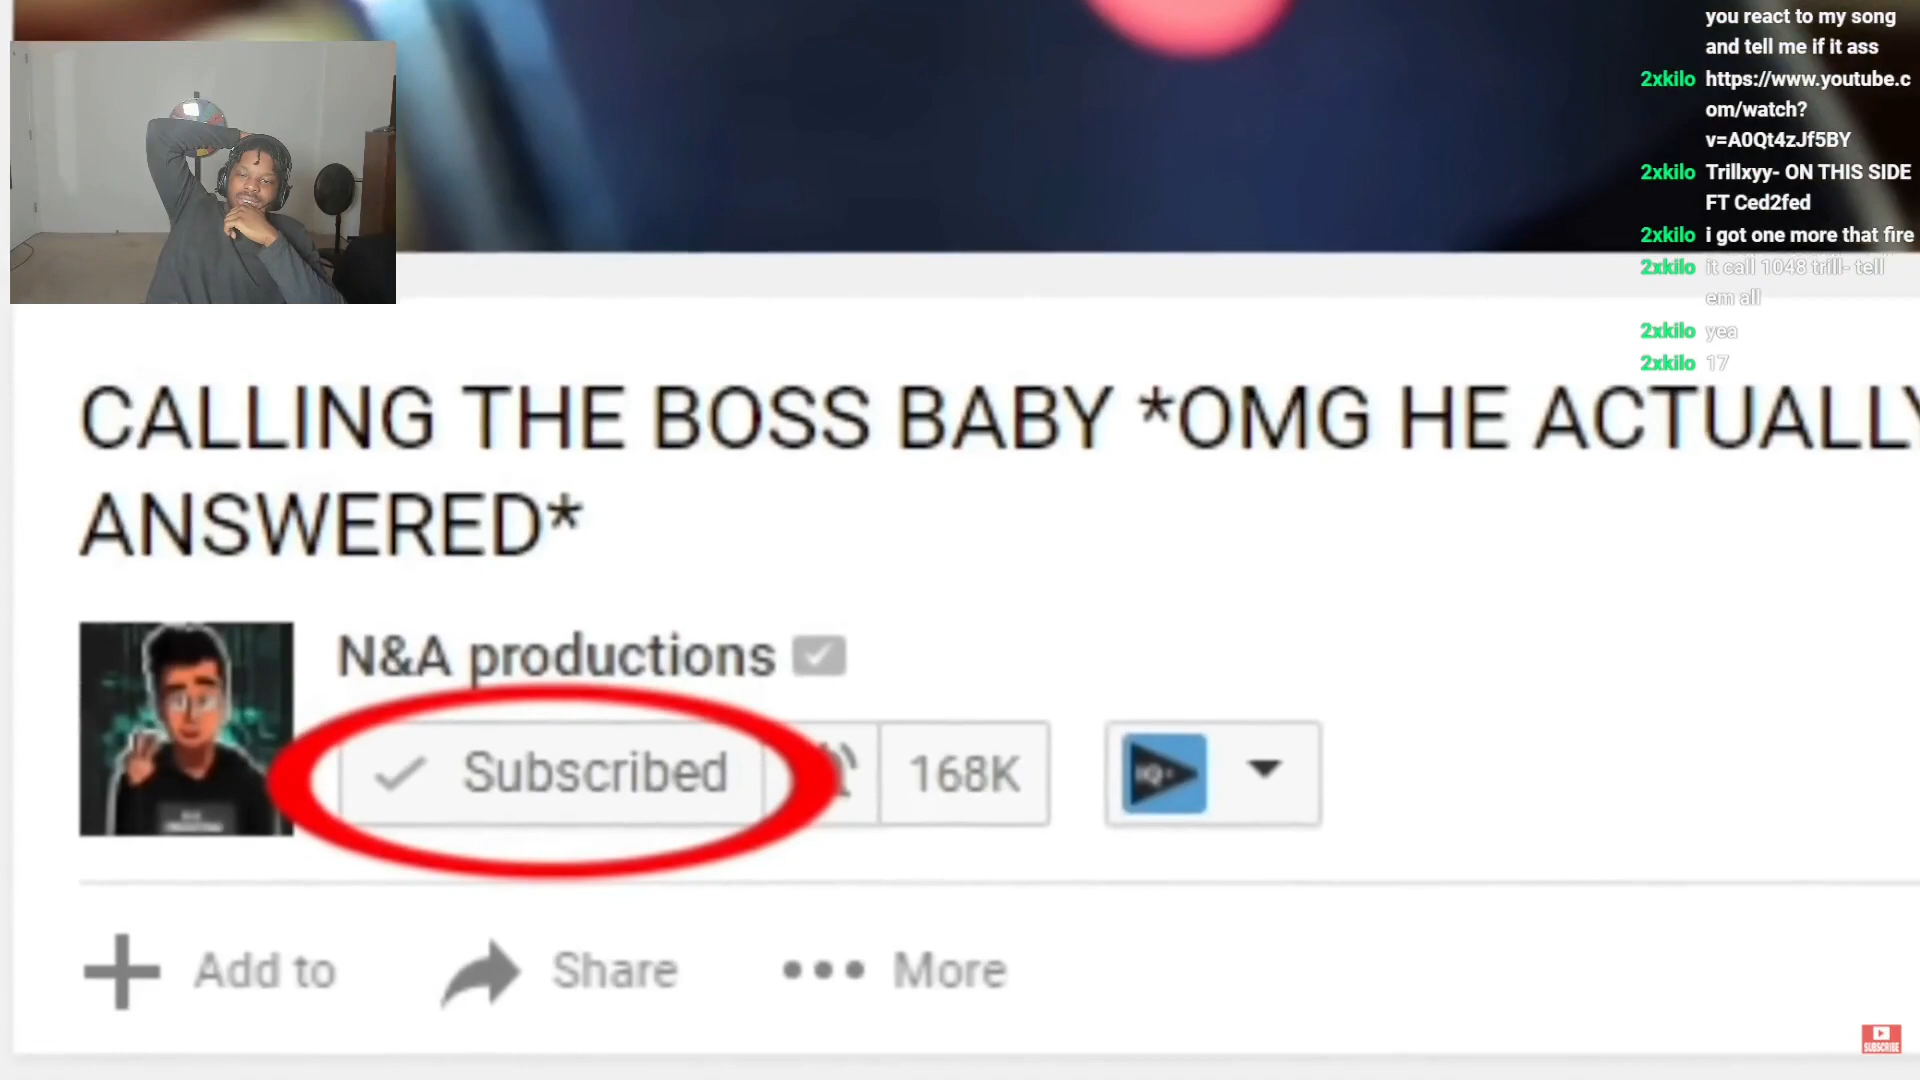 you react to my song
and tell me if it ass
2xkilo https://www.youtube.c
om/watch?
v=A0Qt4zJf5BY
2xkilo Trillxyy- ON THIS SIDE
FT Ced2fed
2xkilo i got one more that fire
2xkilo it call 1048 trill- tell
em all
2xkilo yea
2xkilo 17
CALLING THE BOSS BABY *OMG HE ACTUALLY
ANSWERED*
N&A productions
Subscribed 168K IQ
Add to Share More
SUBSCRIBE